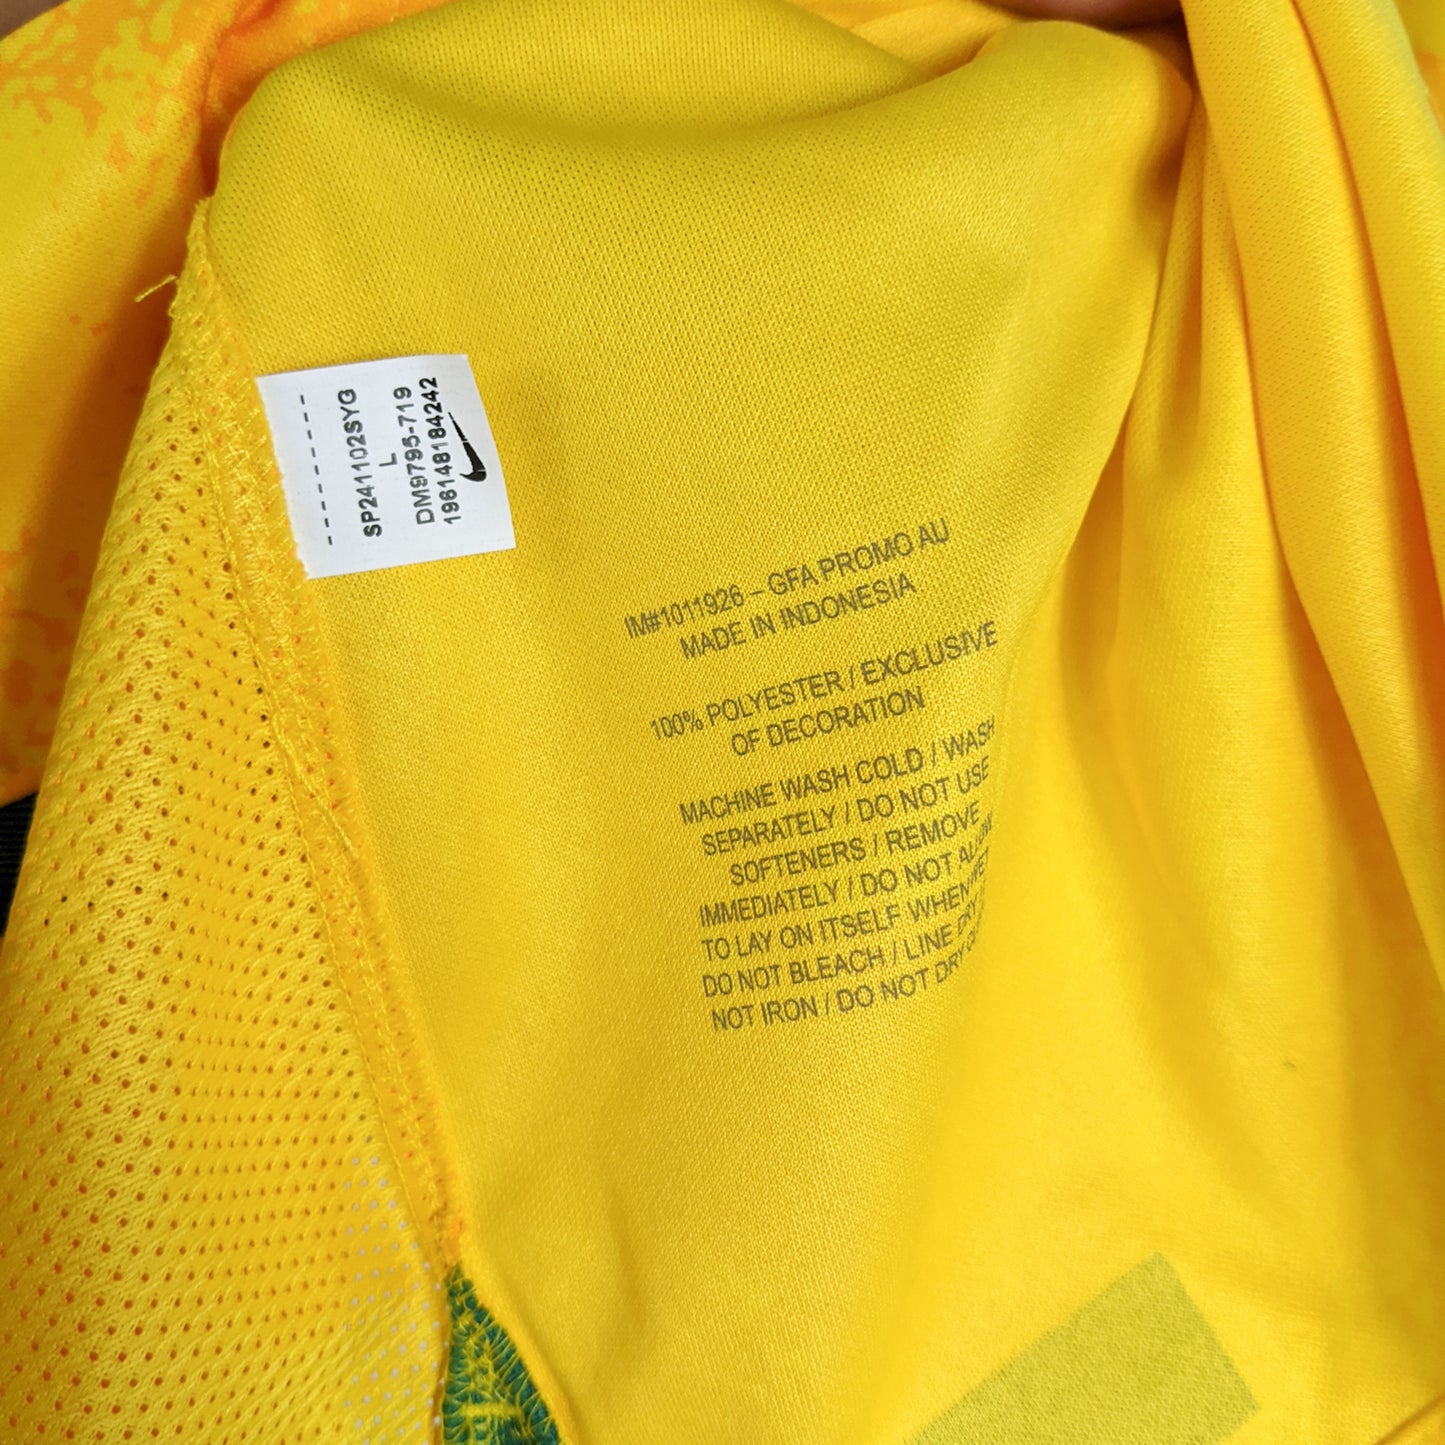 SP241102SYG
L
DM9795-719
196148184242
IM#1011926 – GFA PROMO AU
MADE IN INDONESIA
100% POLYESTER / EXCLUSIVE
OF DECORATION
MACHINE WASH COLD / WASH
SEPARATELY / DO NOT USE
SOFTENERS / REMOVE
IMMEDIATELY / DO NOT
TO LAY ON ITSELF WHEN
DO NOT BLEACH / LINE DRY
NOT IRON / DO NOT DRY